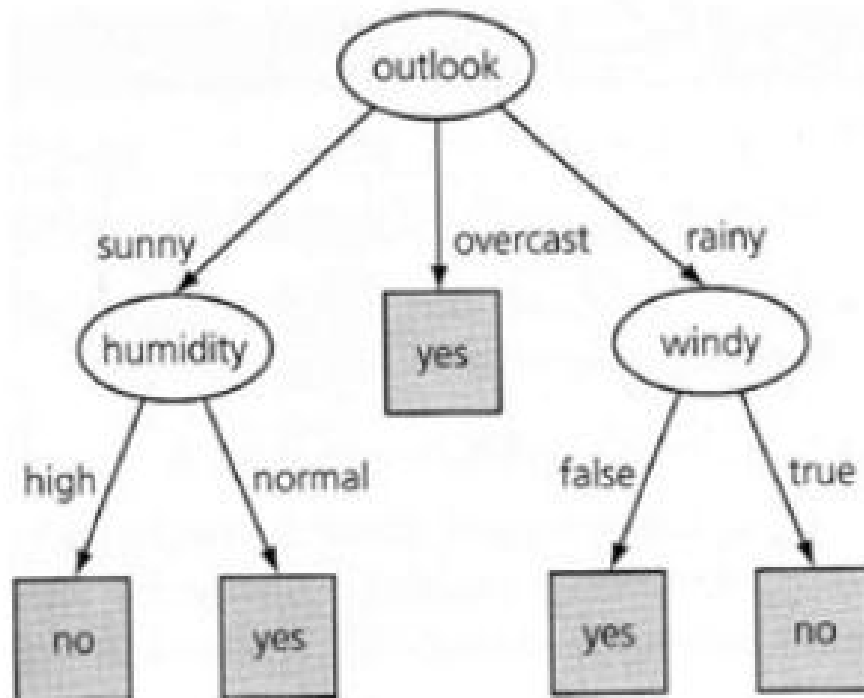 outlook
sunny
overcast
rainy
humidity
yes
windy
high
normal
false
true
no
yes
yes
no